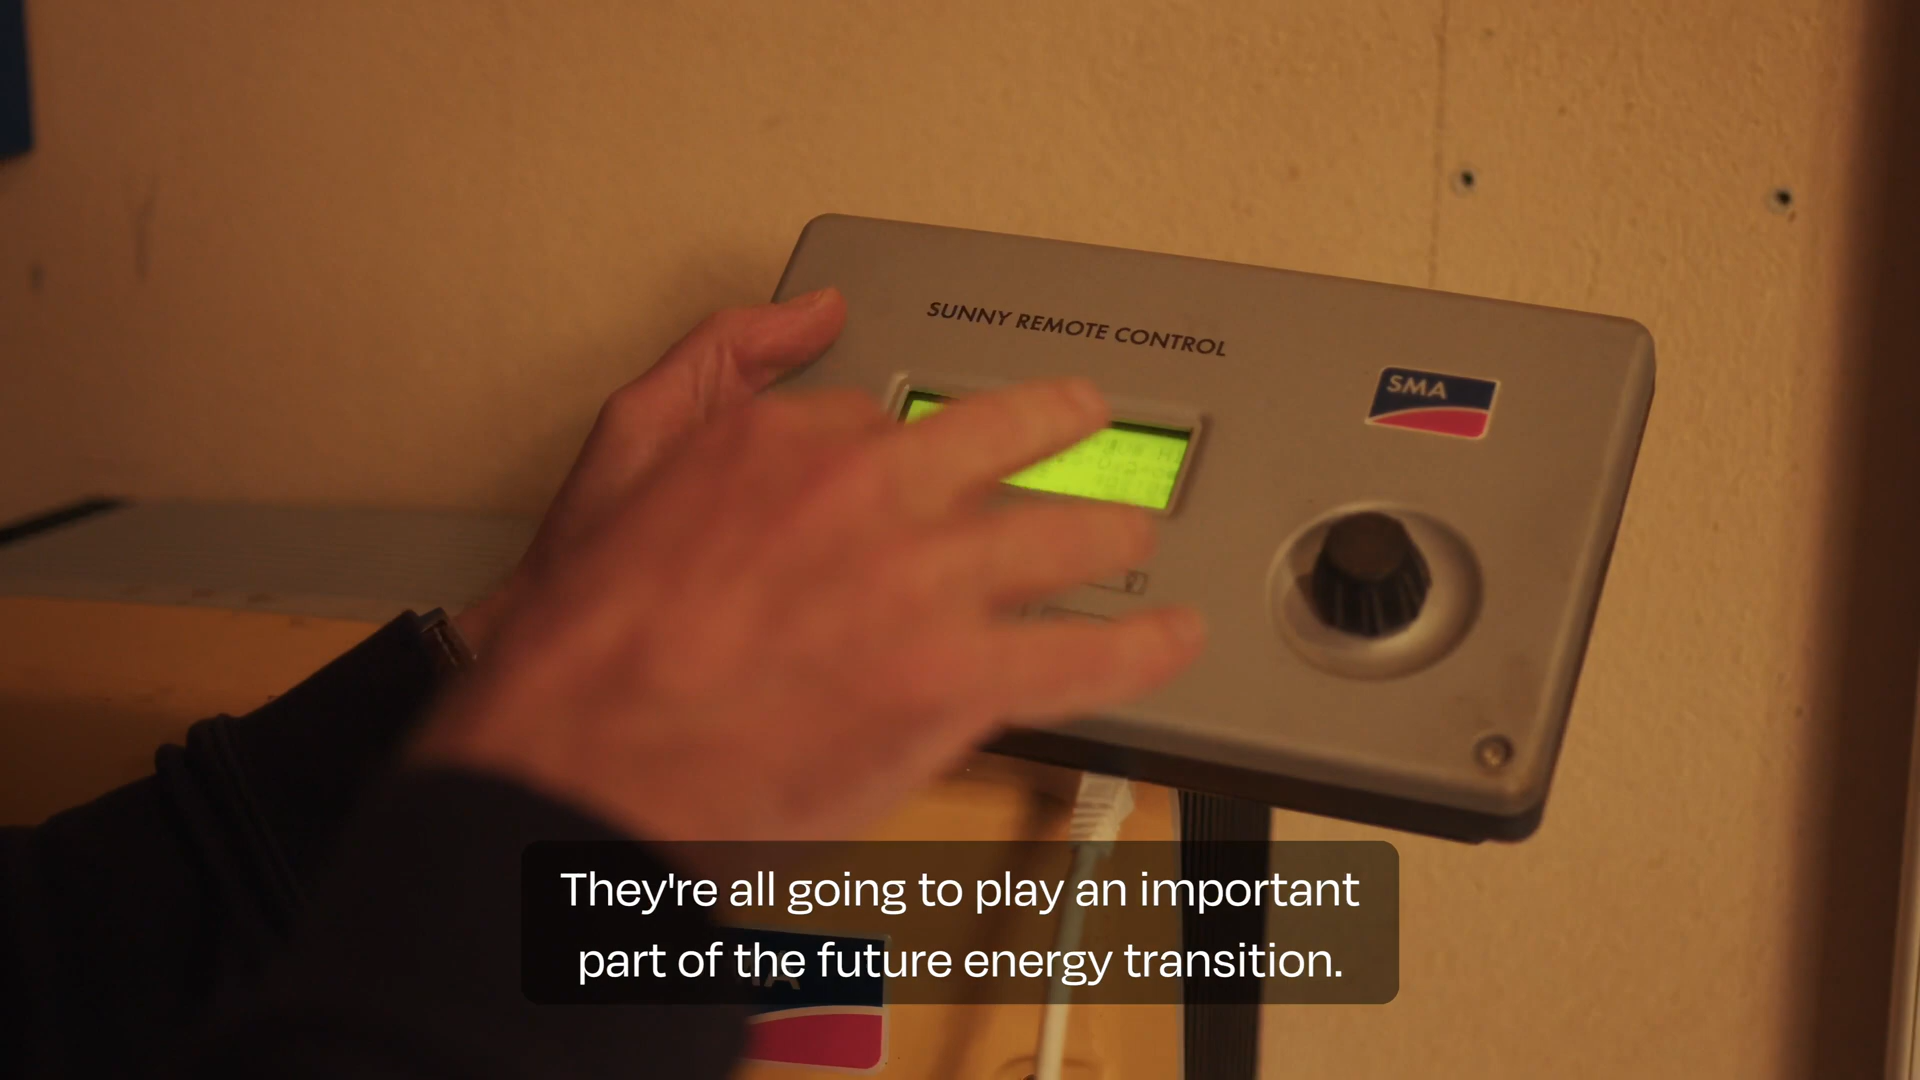 SUNNY REMOTE CONTROL
SMA
They're all going to play an important
part of the future energy transition.